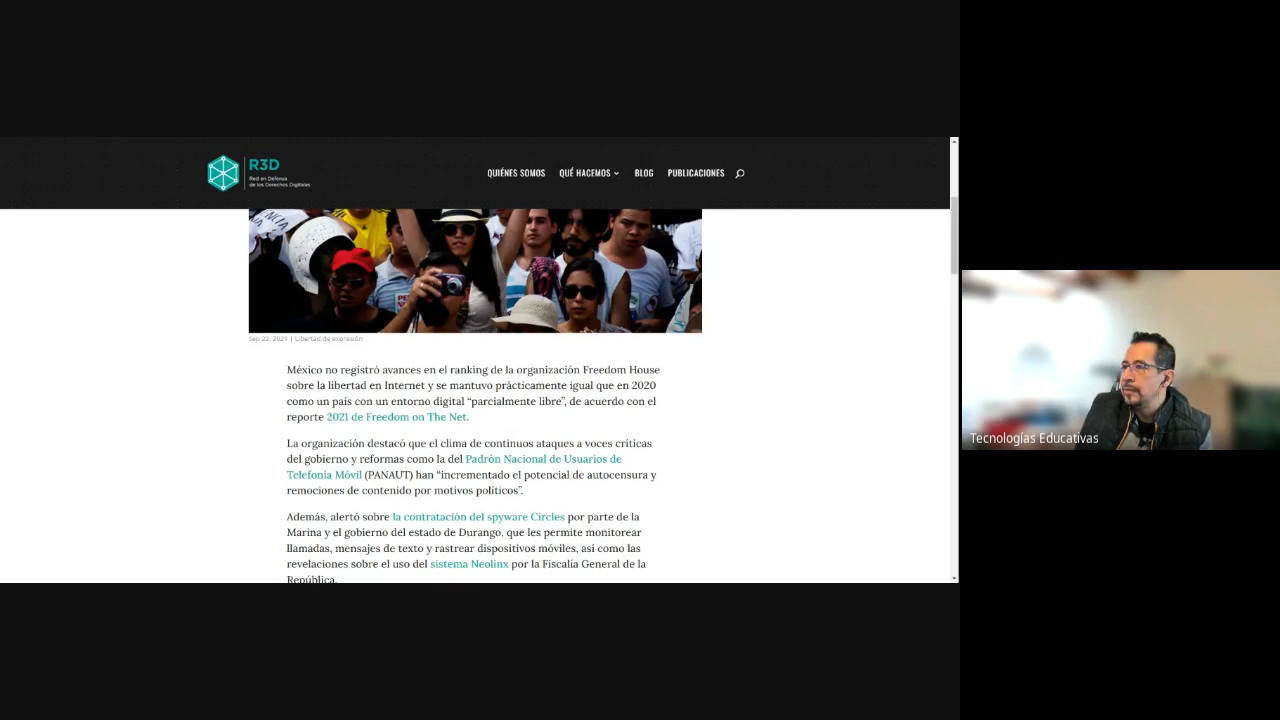 R3D
Red en Defensa
de los Derechos Digitales
QUIÉNES SOMOS
QUÉ HACEMOS
BLOG
PUBLICACIONES
Sep 22, 2021 | Libertad de expresión
México no registró avances en el ranking de la organización Freedom House
sobre la libertad en Internet y se mantuvo prácticamente igual que en 2020
como un país con un entorno digital “parcialmente libre”, de acuerdo con el
reporte 2021 de Freedom on The Net.
La organización destacó que el clima de continuos ataques a voces críticas
del gobierno y reformas como la del Padrón Nacional de Usuarios de
Telefonía Móvil (PANAUT) han “incrementado el potencial de autocensura y
remociones de contenido por motivos políticos”.
Además, alertó sobre la contratación del spyware Circles por parte de la
Marina y el gobierno del estado de Durango, que les permite monitorear
llamadas, mensajes de texto y rastrear dispositivos móviles, así como las
revelaciones sobre el uso del sistema Neolinx por la Fiscalía General de la
República.
Tecnologías Educativas